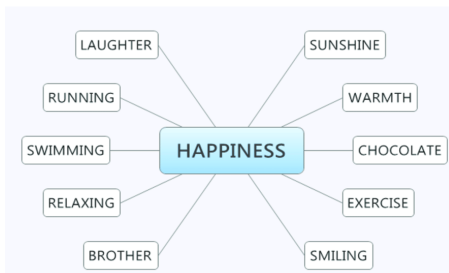 LAUGHTER
SUNSHINE
RUNNING
WARMTH
SWIMMING
HAPPINESS
CHOCOLATE
RELAXING
EXERCISE
BROTHER
SMILING